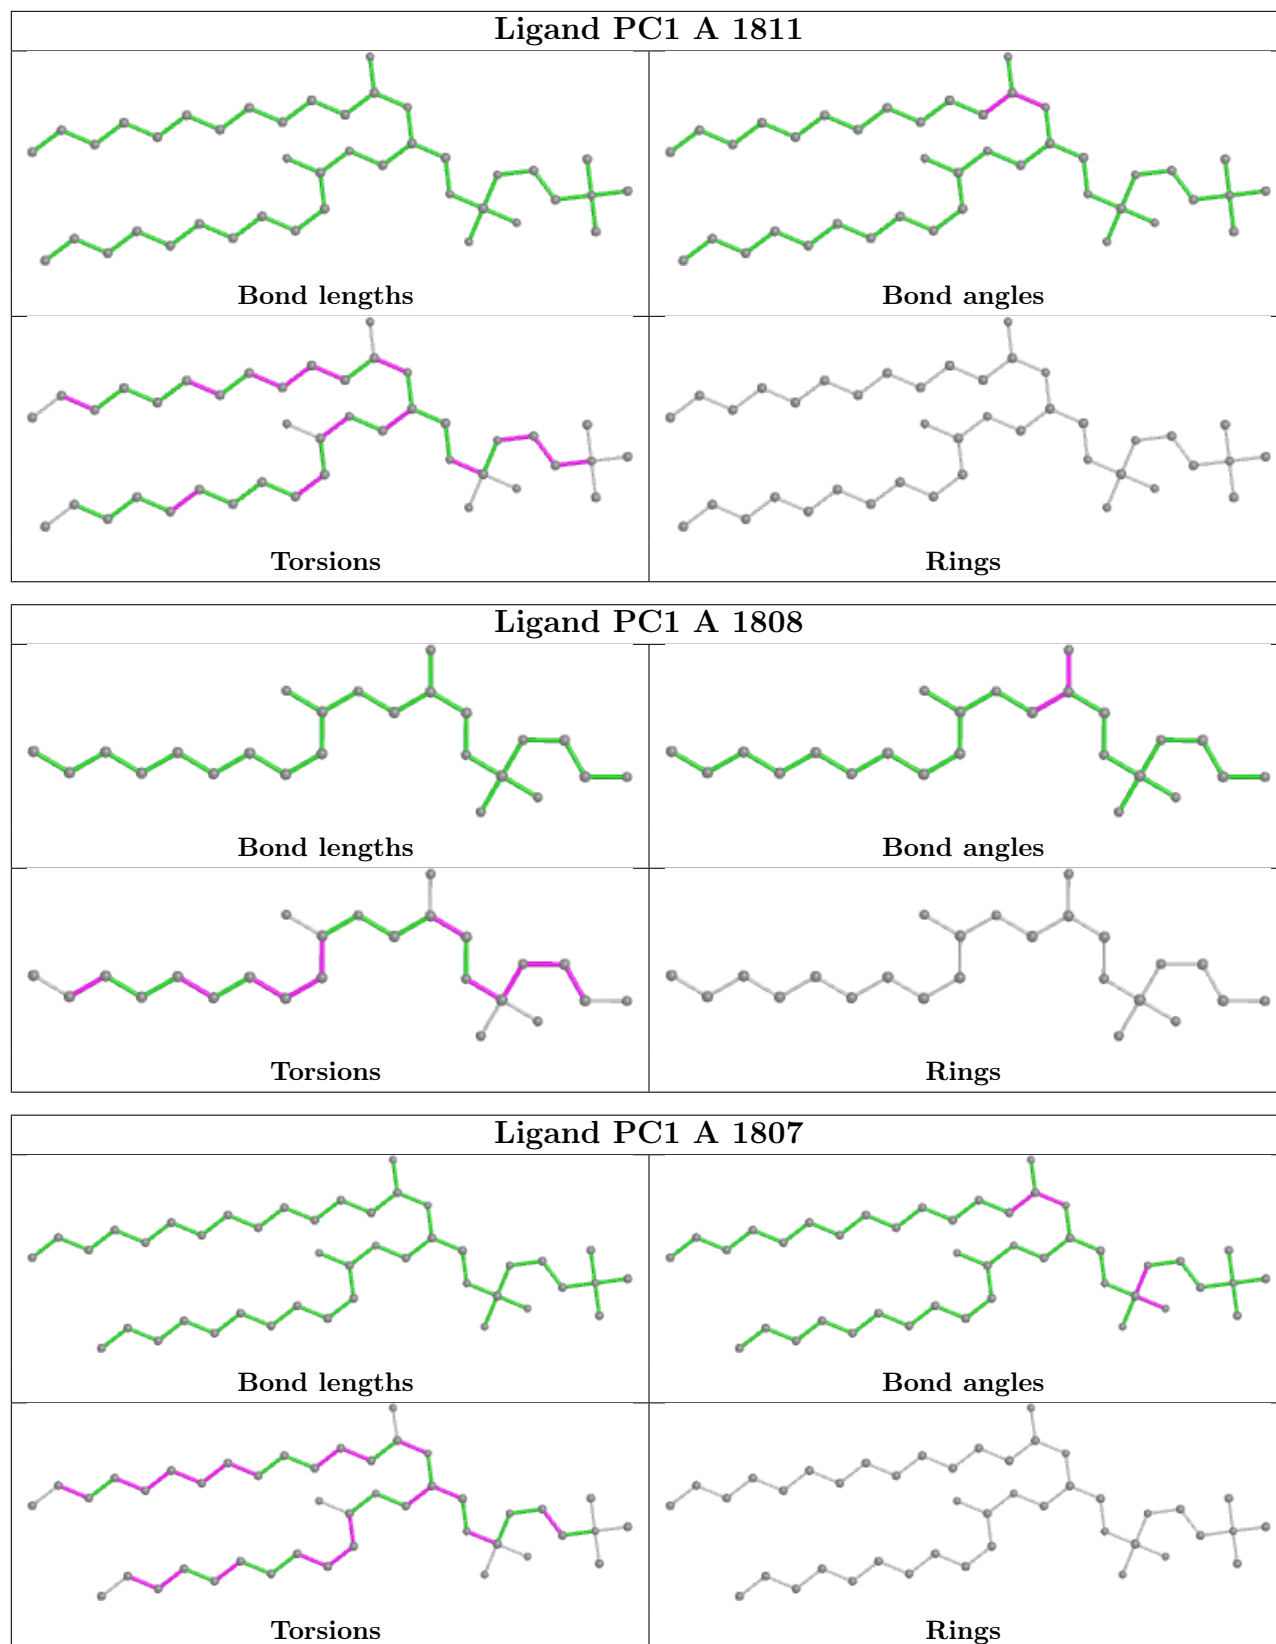 Ligand PC1 A 1811
Bond lengths
Bond angles
Torsions
Rings
Ligand PC1 A 1808
Bond lengths
Bond angles
Torsions
Rings
Ligand PC1 A 1807
Bond lengths
Bond angles
Torsions
Rings